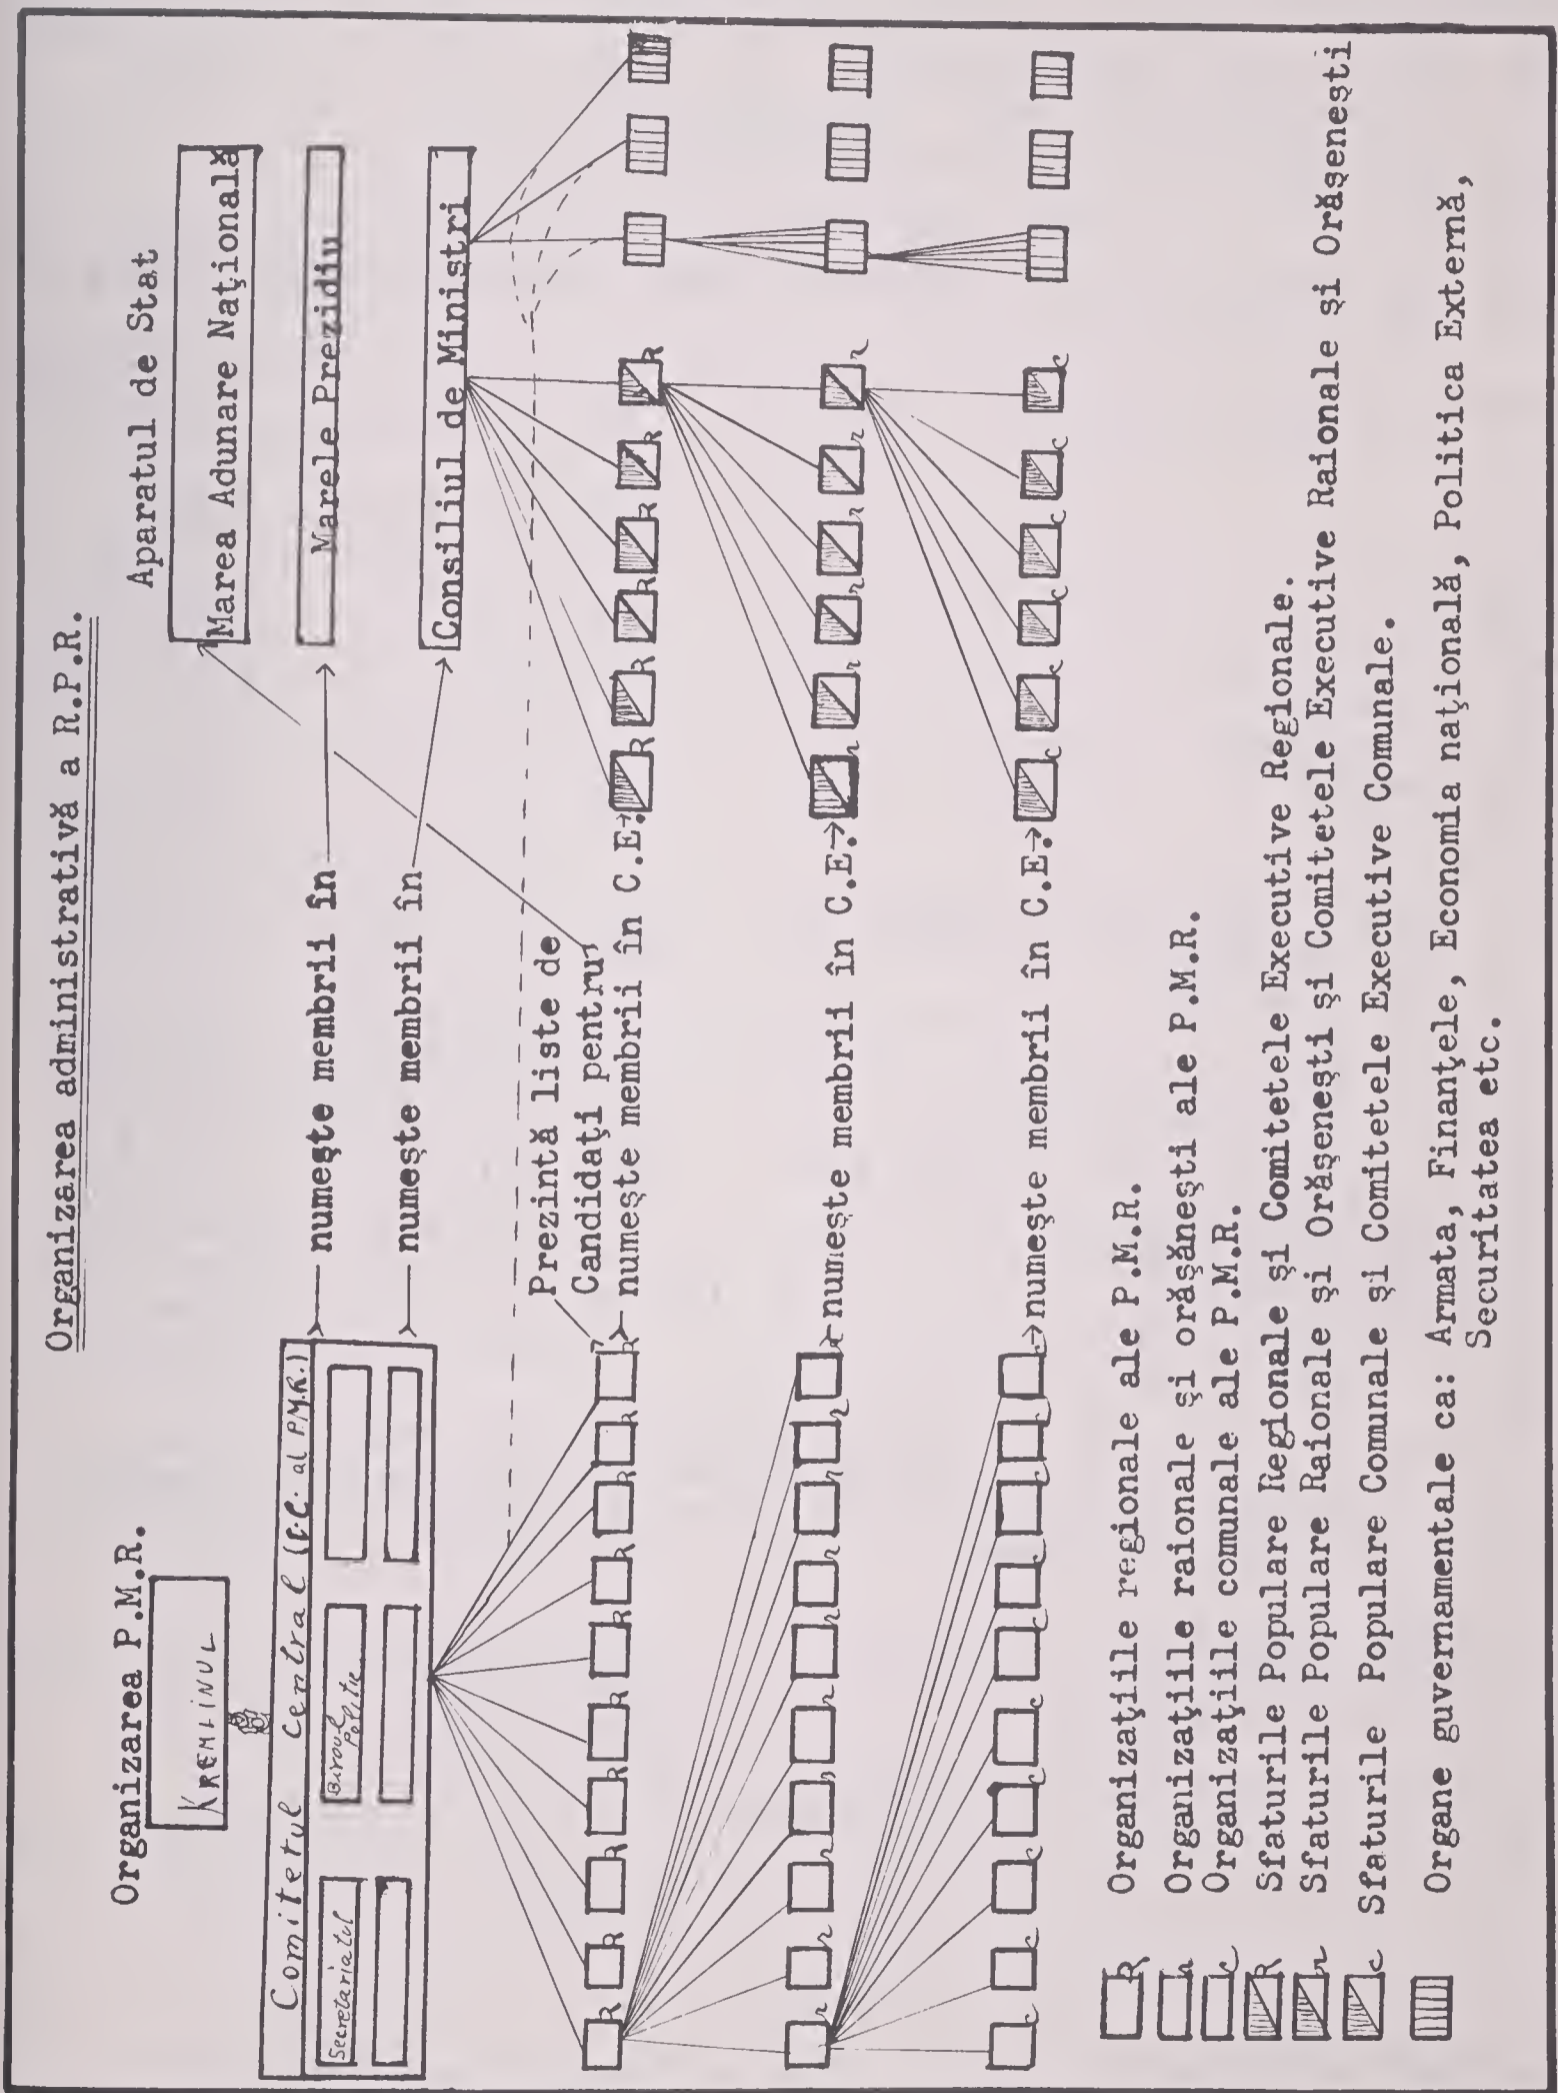 Organizarea administrativă a R.P.R.
Organizarea P.M.R.
Aparatul de Stat
KREMLINUL
Marea Adunare Naţională
Comitetul Central (C.C. al P.M.R.)
Secretariatul
Biroul
Politic
numeşte membrii în
Marele Prezidiu
numeşte membrii în
Consiliul de Miniştri
Prezintă liste de
Candidaţi pentru
numeşte membrii în C.E.
R R R R R R R R R R
R R R R R R
numeşte membrii în C.E.
r r r r r r r r r r
r r r r r r
numeşte membrii în C.E.
c c c c c c c c c c
c c c c c c
R Organizaţiile regionale ale P.M.R.
r Organizaţiile raionale şi orăşăneşti ale P.M.R.
c Organizaţiile comunale ale P.M.R.
R Sfaturile Populare Regionale şi Comitetele Executive Regionale.
r Sfaturile Populare Raionale şi Orăşeneşti şi Comitetele Executive Raionale şi Orăşeneşti
c Sfaturile Populare Comunale şi Comitetele Executive Comunale.
Organe guvernamentale ca: Armata, Finanţele, Economia naţională, Politica Externă,
Securitatea etc.